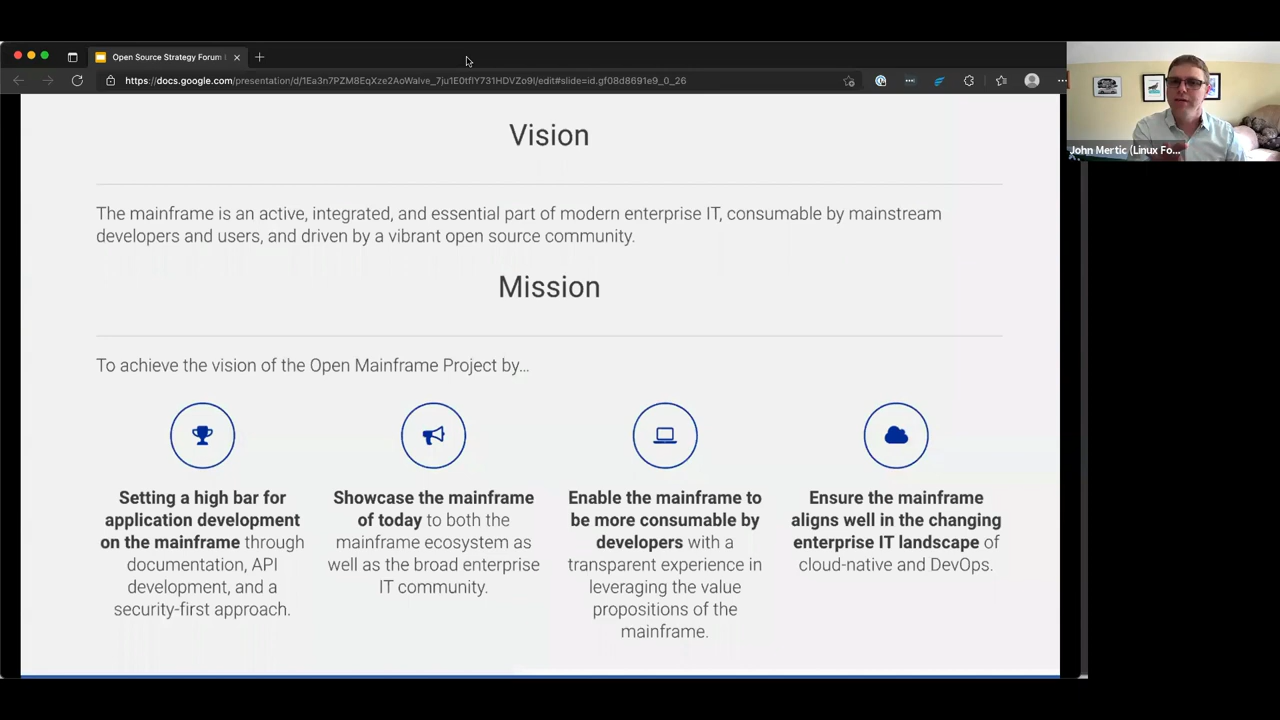 Open Source Strategy Forum
https://docs.google.com/presentation/d/1Ea3n7PZM8EqXze2AoWaIve_7ju1E0tfIY731HDVZo9I/edit#slide=id.gf08d8691e9_0_26
John Mertic (Linux Fo...
Vision
The mainframe is an active, integrated, and essential part of modern enterprise IT, consumable by mainstream
developers and users, and driven by a vibrant open source community.
Mission
To achieve the vision of the Open Mainframe Project by...
Setting a high bar for
application development
on the mainframe through
documentation, API
development, and a
security-first approach.
Showcase the mainframe
of today to both the
mainframe ecosystem as
well as the broad enterprise
IT community.
Enable the mainframe to
be more consumable by
developers with a
transparent experience in
leveraging the value
propositions of the
mainframe.
Ensure the mainframe
aligns well in the changing
enterprise IT landscape of
cloud-native and DevOps.